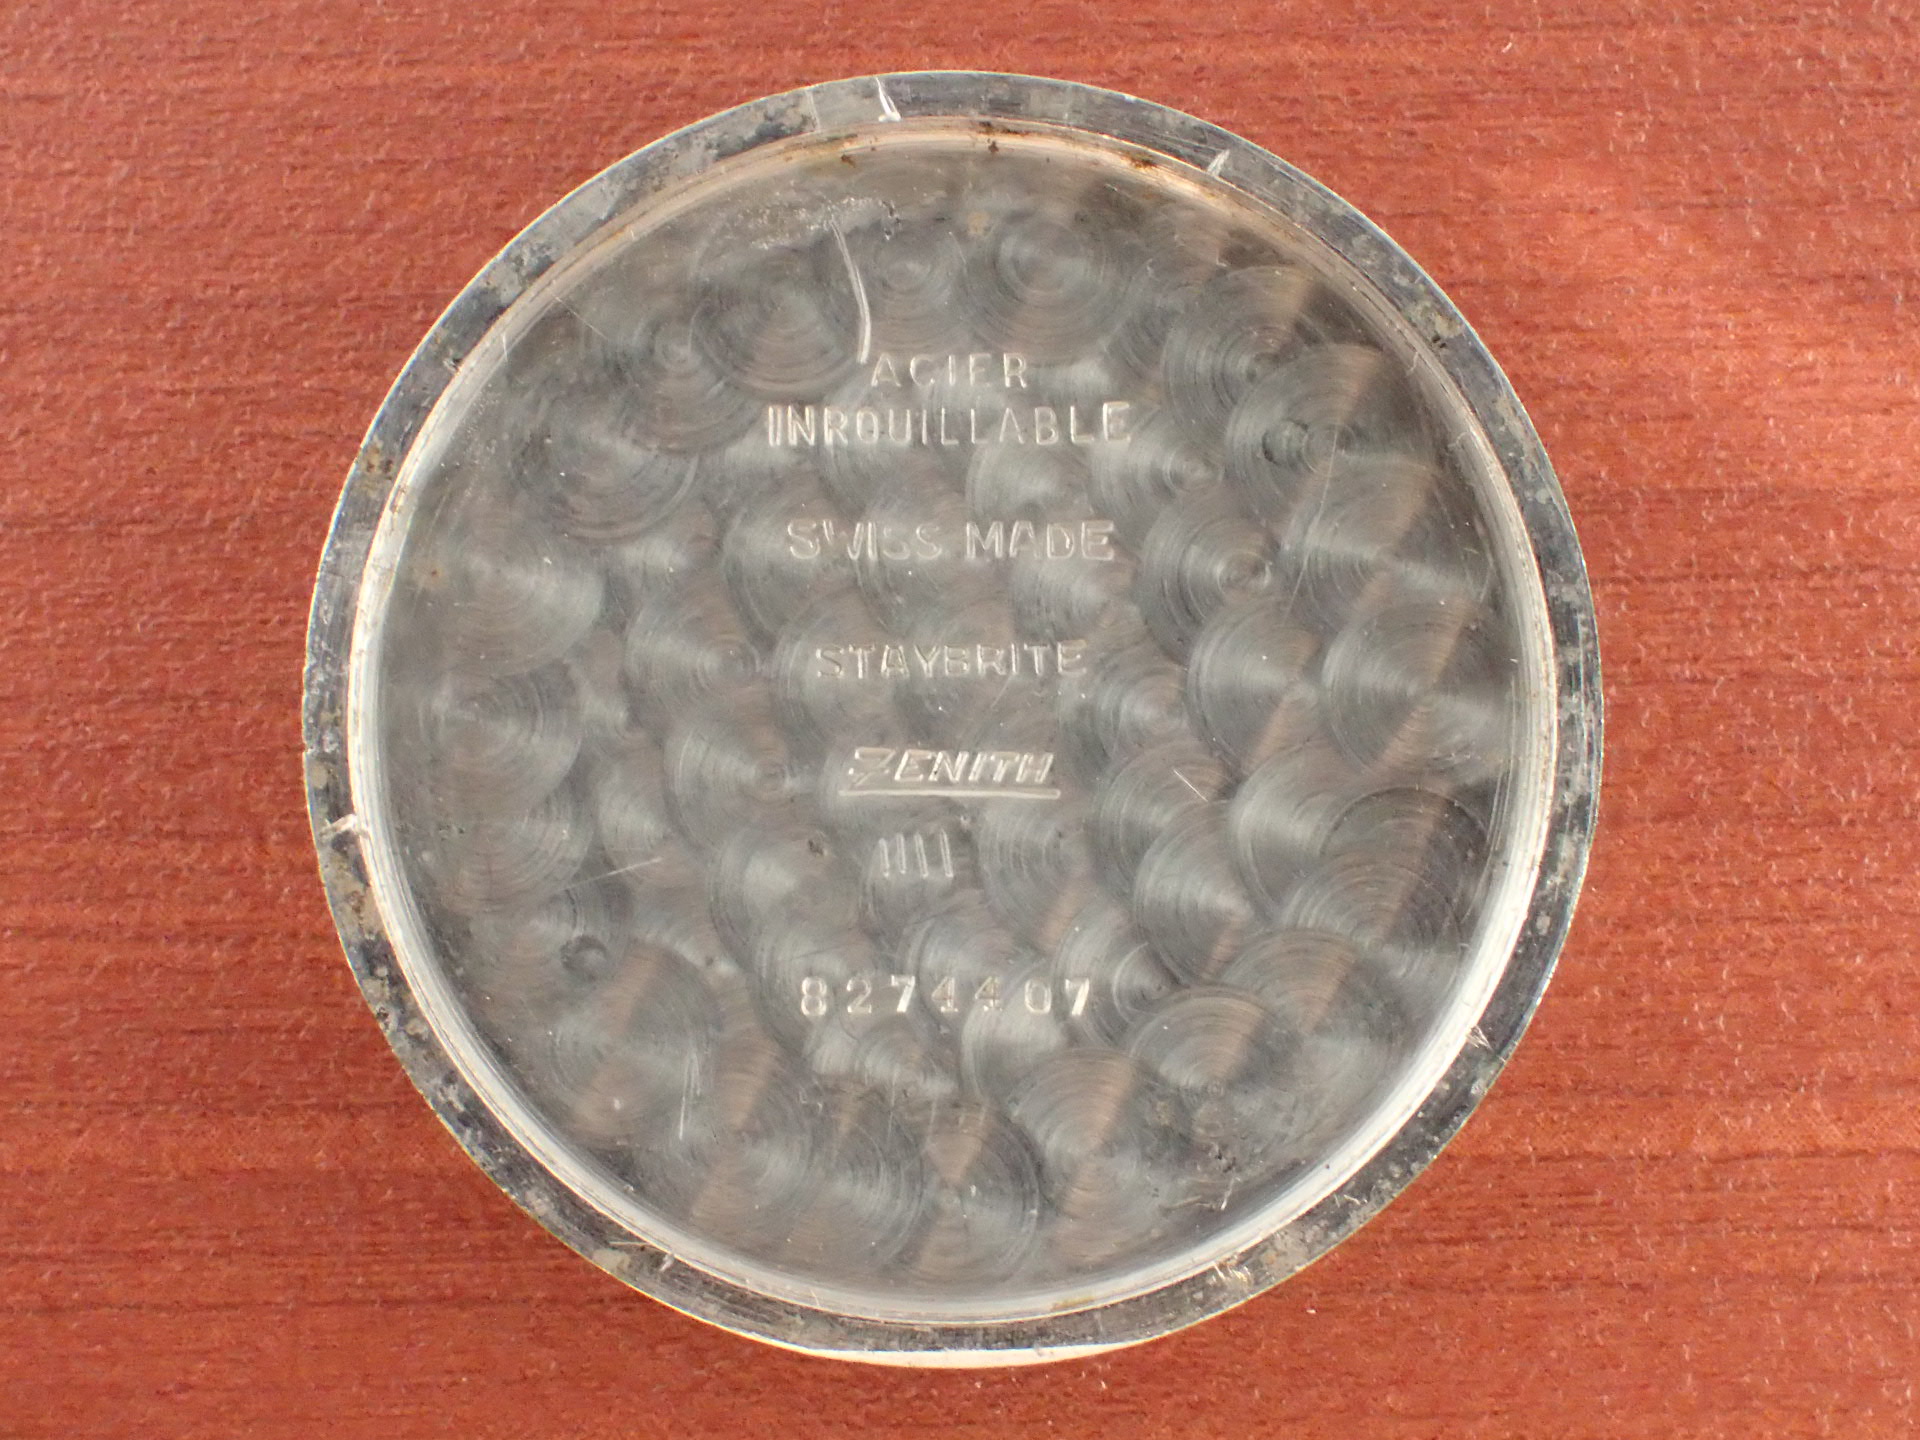 ACIER
INROUILLABLE
SWISS MADE
STAYBRITE
ZENITH
8274407